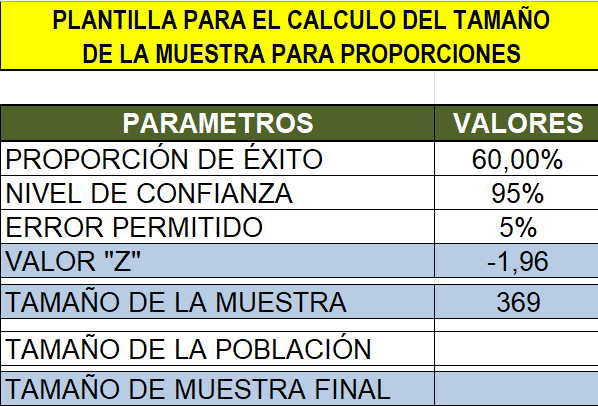 PLANTILLA PARA EL CALCULO DEL TAMAÑO
DE LA MUESTRA PARA PROPORCIONES
PARAMETROS VALORES
PROPORCIÓN DE ÉXITO 60,00%
NIVEL DE CONFIANZA 95%
ERROR PERMITIDO 5%
VALOR "Z" -1,96
TAMAÑO DE LA MUESTRA 369
TAMAÑO DE LA POBLACIÓN
TAMAÑO DE MUESTRA FINAL